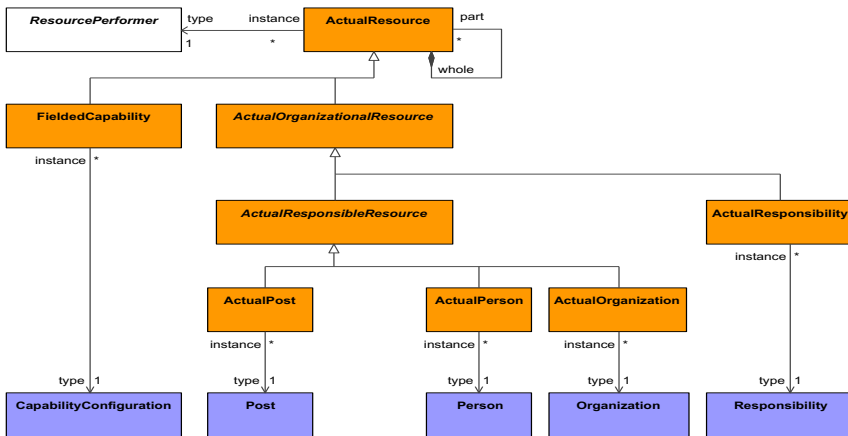 ResourcePerformer
type
instance
ActualResource
part
1
*
*
whole
FieldedCapability
ActualOrganizationalResource
instance *
ActualResponsibleResource
ActualResponsibility
instance *
ActualPost
ActualPerson
ActualOrganization
instance *
instance *
instance *
type 1
type 1
type 1
type 1
type 1
CapabilityConfiguration
Post
Person
Organization
Responsibility